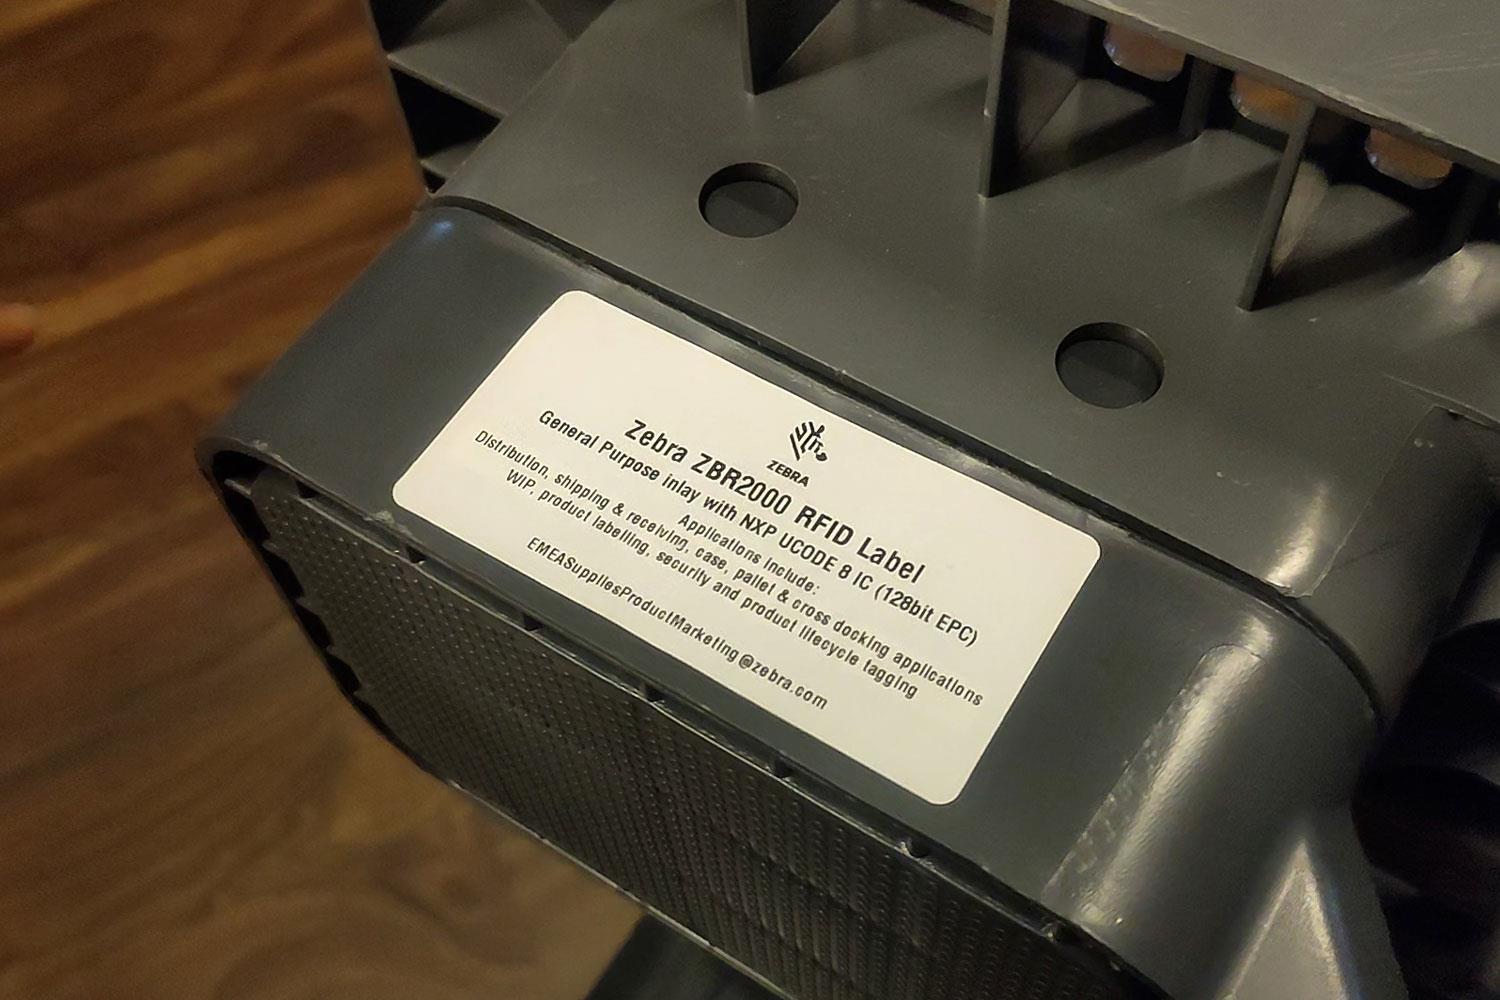 ZEBRA
Zebra ZBR2000 RFID Label
General Purpose inlay with NXP UCODE 8 IC (128bit EPC)
Applications include:
Distribution, shipping & receiving, case, pallet & cross docking applications
WIP, product labelling, security and product lifecycle tagging
EMEASuppliesProductMarketing@zebra.com